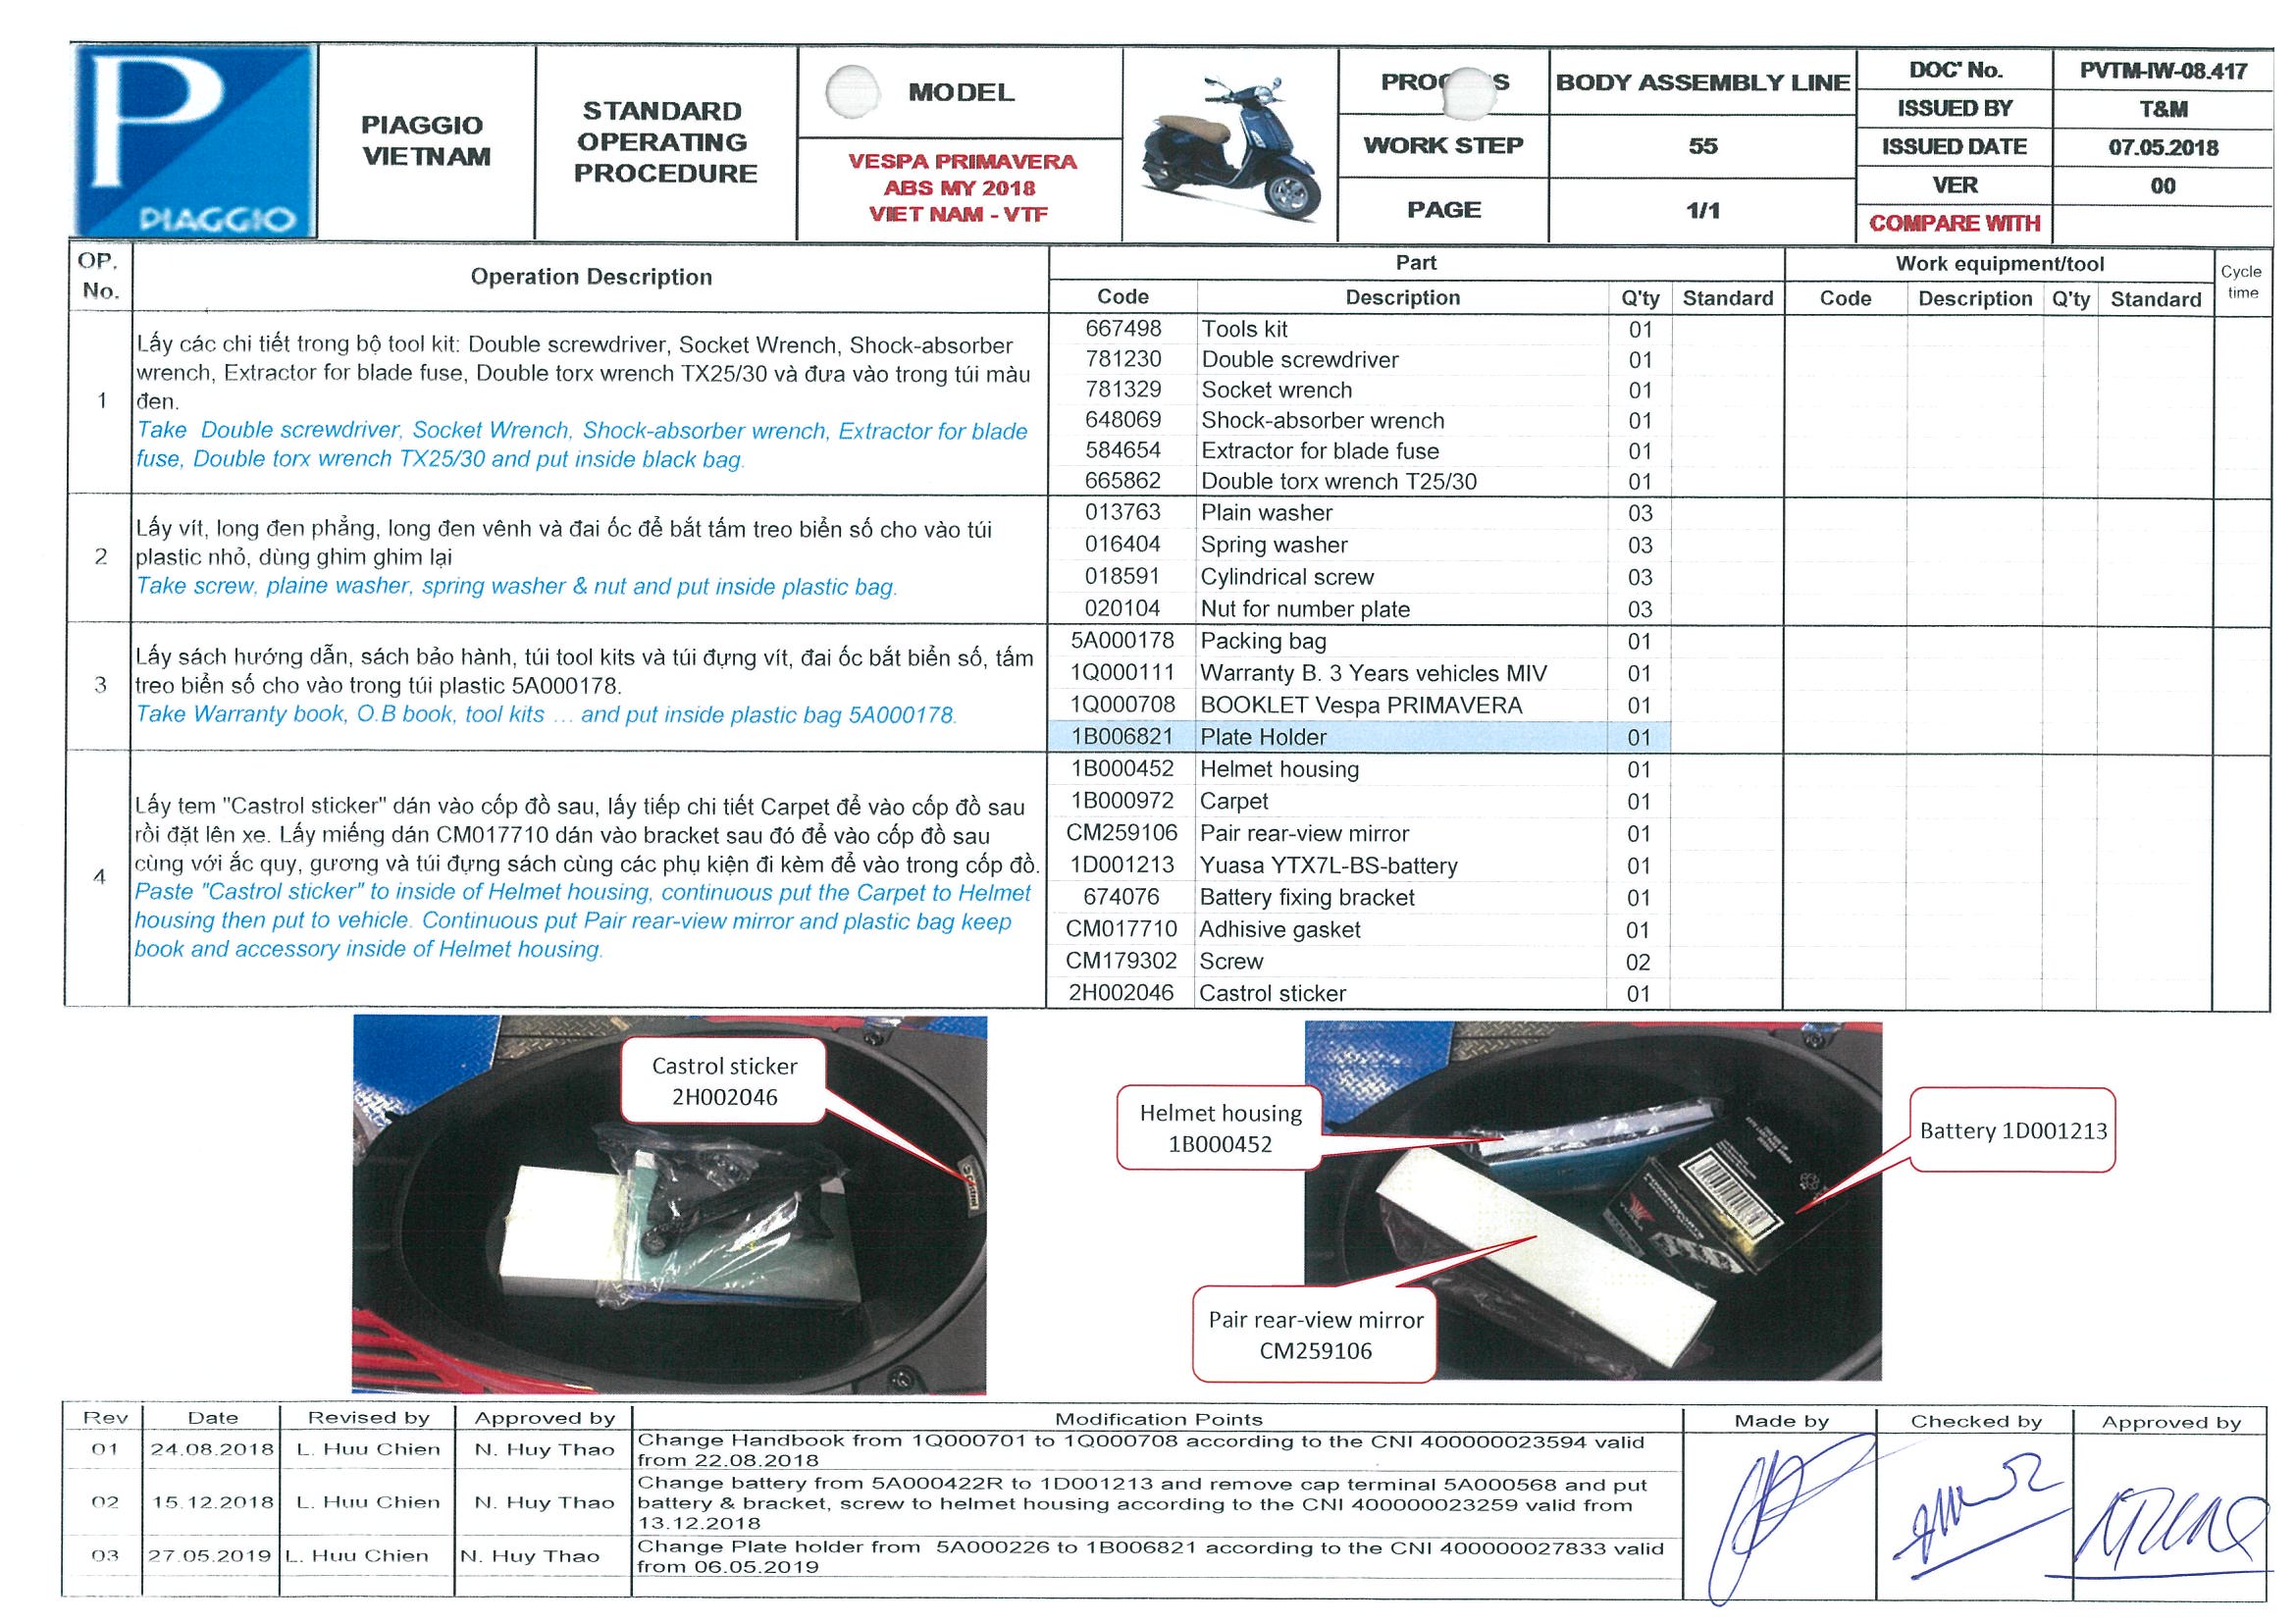 P
PIAGGIO
PIAGGIO
VIETNAM
STANDARD
OPERATING
PROCEDURE
MODEL
VESPA PRIMAVERA
ABS MY 2018
VIET NAM - VTF
PRO S
BODY ASSEMBLY LINE
WORK STEP
55
PAGE
1/1
DOC' No.
PVTM-IW-08.417
ISSUED BY
T&M
ISSUED DATE
07.05.2018
VER
00
COMPARE WITH
OP.
No.
Operation Description
Part
Work equipment/tool
Cycle
time
Code Description Q'ty Standard Code Description Q'ty Standard
1
Lấy các chi tiết trong bộ tool kit: Double screwdriver, Socket Wrench, Shock-absorber
wrench, Extractor for blade fuse, Double torx wrench TX25/30 và đưa vào trong túi màu
đen.
Take Double screwdriver, Socket Wrench, Shock-absorber wrench, Extractor for blade
fuse, Double torx wrench TX25/30 and put inside black bag.
667498 Tools kit 01
781230 Double screwdriver 01
781329 Socket wrench 01
648069 Shock-absorber wrench 01
584654 Extractor for blade fuse 01
665862 Double torx wrench T25/30 01
2
Lấy vít, long đen phẳng, long đen vênh và đai ốc để bắt tấm treo biển số cho vào túi
plastic nhỏ, dùng ghim ghim lại
Take screw, plaine washer, spring washer & nut and put inside plastic bag.
013763 Plain washer 03
016404 Spring washer 03
018591 Cylindrical screw 03
020104 Nut for number plate 03
3
Lấy sách hướng dẫn, sách bảo hành, túi tool kits và túi đựng vít, đai ốc bắt biển số, tấm
treo biển số cho vào trong túi plastic 5A000178.
Take Warranty book, O.B book, tool kits ... and put inside plastic bag 5A000178.
5A000178 Packing bag 01
1Q000111 Warranty B. 3 Years vehicles MIV 01
1Q000708 BOOKLET Vespa PRIMAVERA 01
1B006821 Plate Holder 01
4
Lấy tem "Castrol sticker" dán vào cốp đồ sau, lấy tiếp chi tiết Carpet để vào cốp đồ sau
rồi đặt lên xe. Lấy miếng dán CM017710 dán vào bracket sau đó để vào cốp đồ sau
cùng với ắc quy, gương và túi đựng sách cùng các phụ kiện đi kèm để vào trong cốp đồ.
Paste "Castrol sticker" to inside of Helmet housing, continuous put the Carpet to Helmet
housing then put to vehicle. Continuous put Pair rear-view mirror and plastic bag keep
book and accessory inside of Helmet housing.
1B000452 Helmet housing 01
1B000972 Carpet 01
CM259106 Pair rear-view mirror 01
1D001213 Yuasa YTX7L-BS-battery 01
674076 Battery fixing bracket 01
CM017710 Adhisive gasket 01
CM179302 Screw 02
2H002046 Castrol sticker 01
Castrol sticker
2H002046
Helmet housing
1B000452
Battery 1D001213
Pair rear-view mirror
CM259106
Rev Date Revised by Approved by Modification Points Made by Checked by Approved by
01 24.08.2018 L. Huu Chien N. Huy Thao
Change Handbook from 1Q000701 to 1Q000708 according to the CNI 400000023594 valid
from 22.08.2018
02 15.12.2018 L. Huu Chien N. Huy Thao
Change battery from 5A000422R to 1D001213 and remove cap terminal 5A000568 and put
battery & bracket, screw to helmet housing according to the CNI 400000023259 valid from
13.12.2018
03 27.05.2019 L. Huu Chien N. Huy Thao
Change Plate holder from 5A000226 to 1B006821 according to the CNI 400000027833 valid
from 06.05.2019